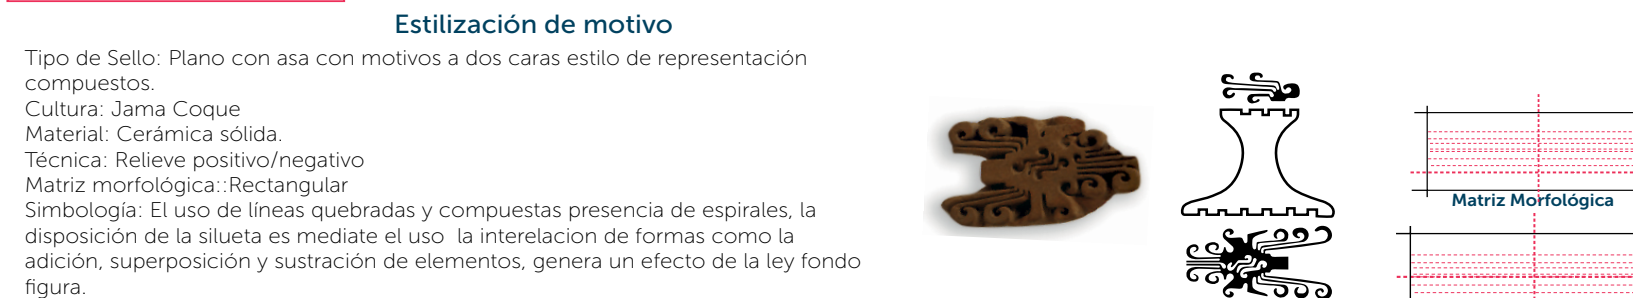 Estilización de motivo
Tipo de Sello: Plano con asa con motivos a dos caras estilo de representación
compuestos.
Cultura: Jama Coque
Material: Cerámica sólida.
Técnica: Relieve positivo/negativo
Matriz morfológica::Rectangular
Simbología: El uso de líneas quebradas y compuestas presencia de espirales, la
disposición de la silueta es mediate el uso  la interelacion de formas como la
adición, superposición y sustración de elementos, genera un efecto de la ley fondo
figura.
Matriz Morfológica